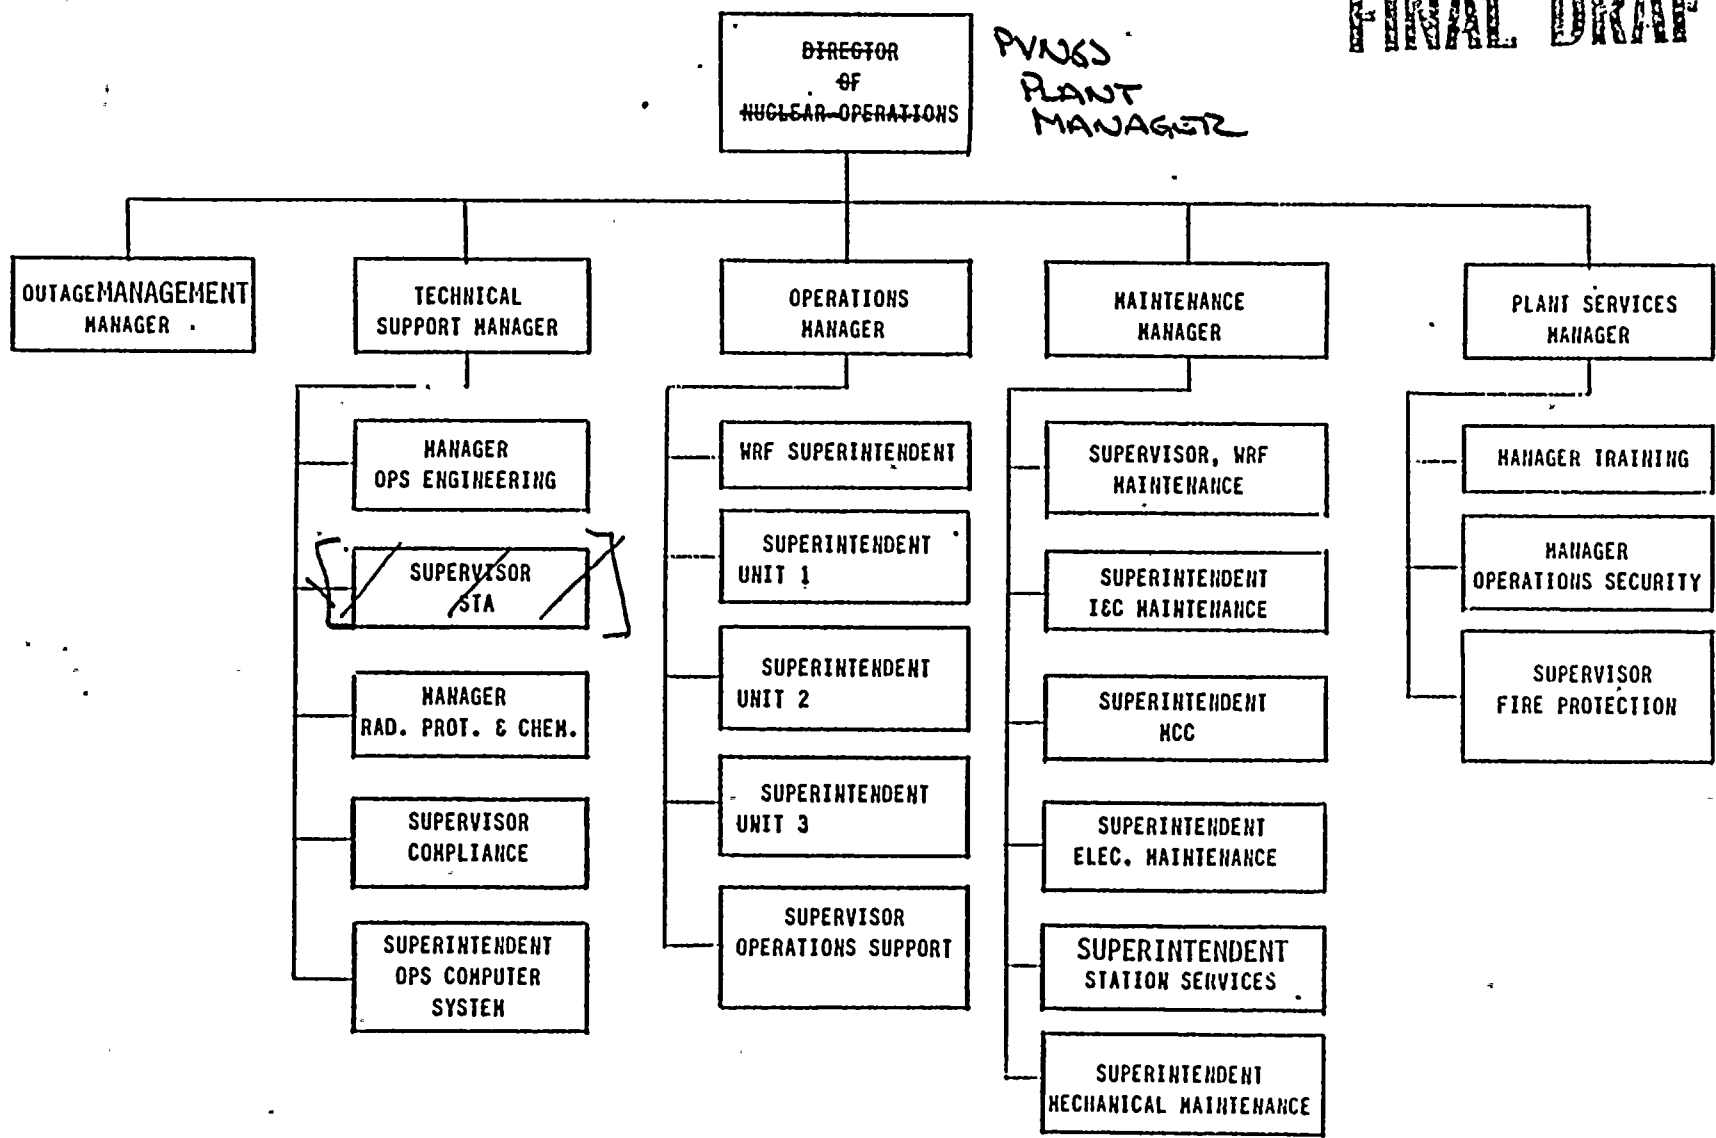 FINAL DRAF
DIRECTOR
OF
NUCLEAR OPERATIONS
PVNGS
PLANT
MANAGER
OUTAGE MANAGEMENT
MANAGER
TECHNICAL
SUPPORT MANAGER
OPERATIONS
MANAGER
MAINTENANCE
MANAGER
PLANT SERVICES
MANAGER
MANAGER
OPS ENGINEERING
SUPERVISOR
STA
MANAGER
RAD. PROT. & CHEM.
SUPERVISOR
COMPLIANCE
SUPERINTENDENT
OPS COMPUTER
SYSTEM
WRF SUPERINTENDENT
SUPERINTENDENT
UNIT 1
SUPERINTENDENT
UNIT 2
SUPERINTENDENT
UNIT 3
SUPERVISOR
OPERATIONS SUPPORT
SUPERVISOR, WRF
MAINTENANCE
SUPERINTENDENT
I&C MAINTENANCE
SUPERINTENDENT
MCC
SUPERINTENDENT
ELEC. MAINTENANCE
SUPERINTENDENT
STATION SERVICES
SUPERINTENDENT
MECHANICAL MAINTENANCE
MANAGER TRAINING
MANAGER
OPERATIONS SECURITY
SUPERVISOR
FIRE PROTECTION